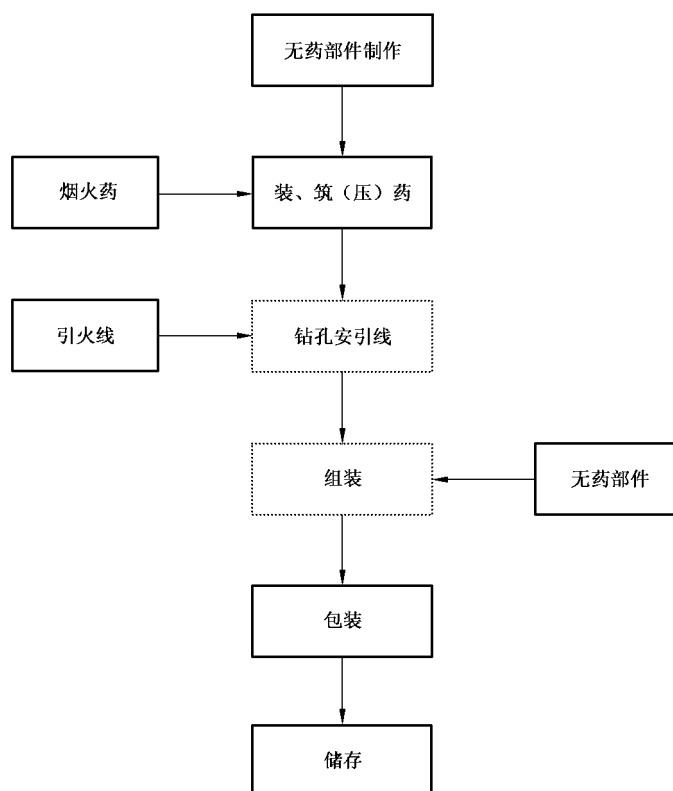 无药部件制作
烟火药
装、筑（压）药
引火线
钻孔安引线
组装
无药部件
包装
储存